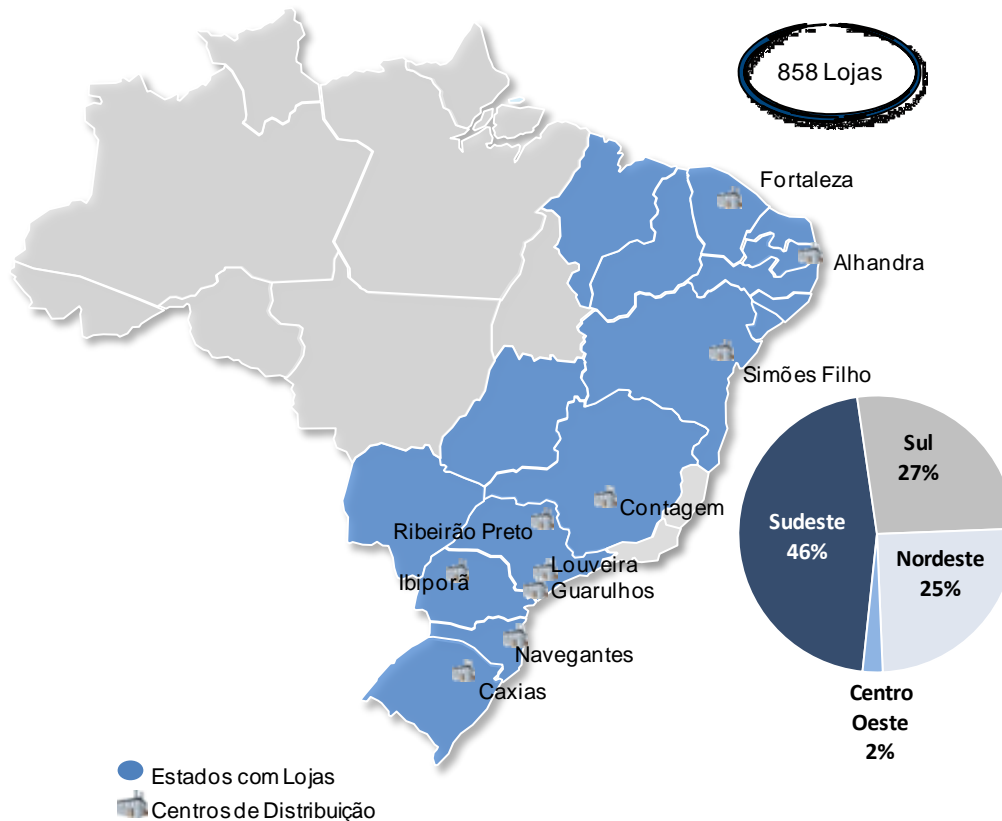 858 Lojas
Fortaleza
Alhandra
Simões Filho
Sul
27%
Sudeste
46%
Nordeste
25%
Contagem
Ribeirão Preto
Louveira
Ibiporã
Guarulhos
Navegantes
Caxias
Centro
Oeste
2%
Estados com Lojas
Centros de Distribuição